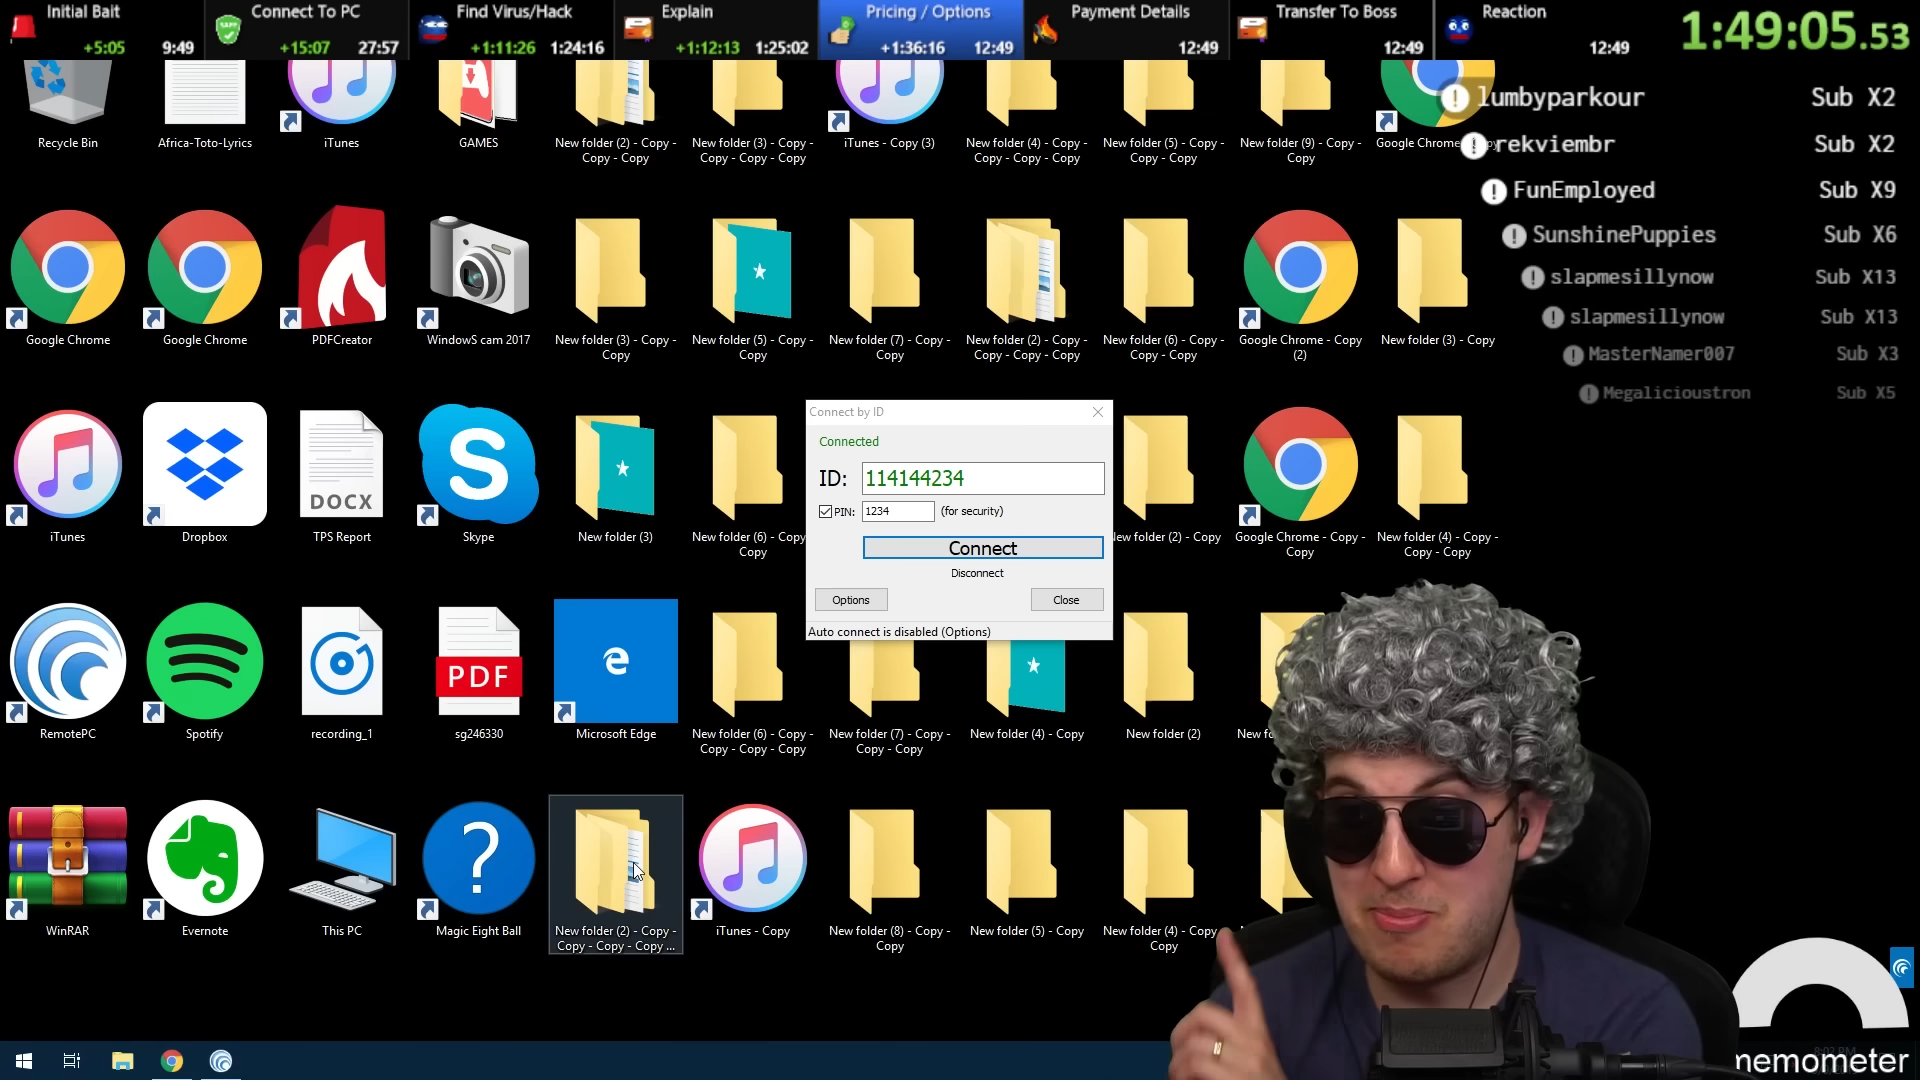 Initial Bait
+5:05 9:49
Connect To PC
+15:07 27:57
Find Virus/Hack
+1:11:26 1:24:16
Explain
+1:12:13 1:25:02
Pricing / Options
+1:36:16 12:49
Payment Details
12:49
Transfer To Boss
12:49
Reaction
12:49
1:49:05.53
lumbyparkour Sub X2
rekviembr Sub X2
FunEmployed Sub X9
SunshinePuppies Sub X6
slapmesillynow Sub X13
slapmesillynow Sub X13
MasterNamer007 Sub X3
Megalicioustron Sub X5
Recycle Bin
Africa-Toto-Lyrics
iTunes
GAMES
New folder (2) - Copy -
Copy - Copy
New folder (3) - Copy -
Copy - Copy - Copy
iTunes - Copy (3)
New folder (4) - Copy -
Copy - Copy - Copy
New folder (5) - Copy -
Copy - Copy
New folder (9) - Copy -
Copy
Google Chrome
Google Chrome
Google Chrome
PDFCreator
WindowS cam 2017
New folder (3) - Copy -
Copy
New folder (5) - Copy -
Copy
New folder (7) - Copy -
Copy
New folder (2) - Copy -
Copy - Copy - Copy
New folder (6) - Copy -
Copy - Copy
Google Chrome - Copy
(2)
New folder (3) - Copy
iTunes
Dropbox
DOCX
TPS Report
Skype
New folder (3)
New folder (6) - Copy -
Copy
New folder (2) - Copy
Google Chrome - Copy -
Copy
New folder (4) - Copy -
Copy - Copy
Connect by ID
Connected
ID: 114144234
PIN: 1234 (for security)
Connect
Disconnect
Options
Close
Auto connect is disabled (Options)
RemotePC
Spotify
recording_1
PDF
sg246330
Microsoft Edge
New folder (6) - Copy -
Copy - Copy - Copy
New folder (7) - Copy -
Copy - Copy
New folder (4) - Copy
New folder (2)
WinRAR
Evernote
This PC
Magic Eight Ball
New folder (2) - Copy -
Copy - Copy - Copy ...
iTunes - Copy
New folder (8) - Copy -
Copy
New folder (5) - Copy
New folder (4) - Copy -
Copy
memometer